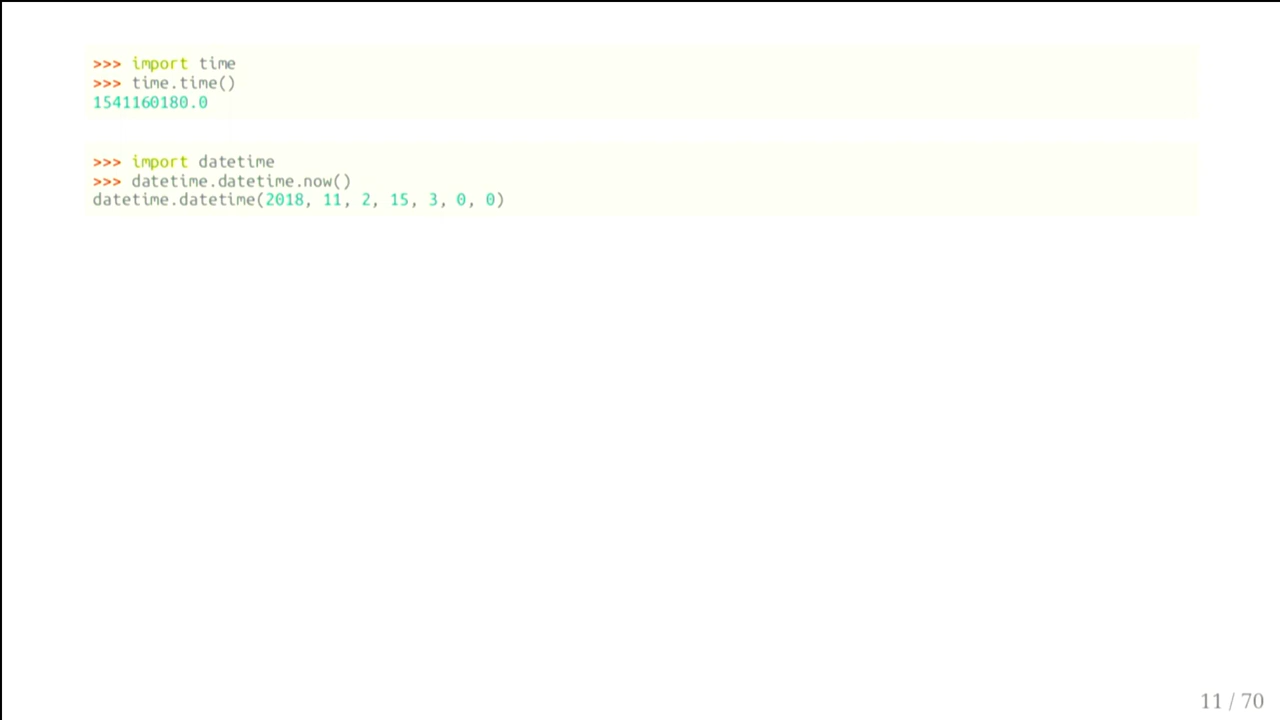 >>> import time
>>> time.time()
1541160180.0
>>> import datetime
>>> datetime.datetime.now()
datetime.datetime(2018, 11, 2, 15, 3, 0, 0)
11 / 70